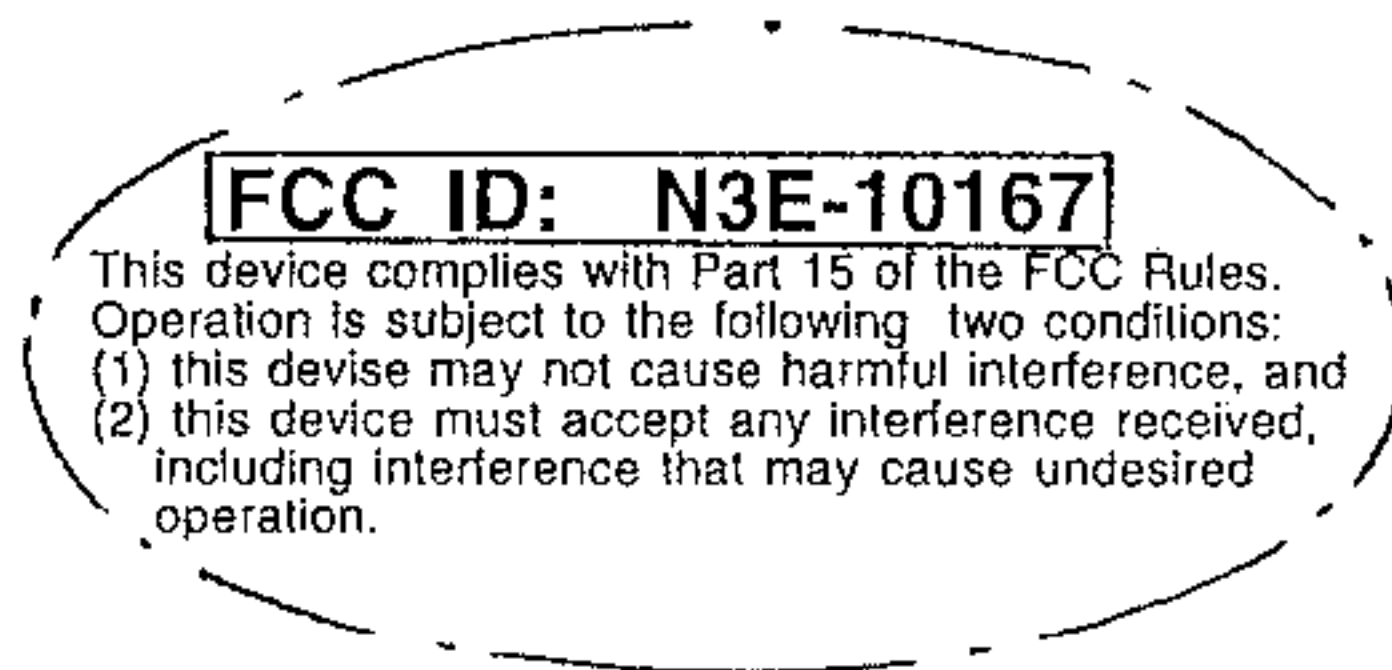 FCC ID: N3E-10167
This device complies with Part 15 of the FCC Rules.
Operation is subject to the following two conditions:
(1) this devise may not cause harmful interference, and
(2) this device must accept any interference received,
including interference that may cause undesired
operation.